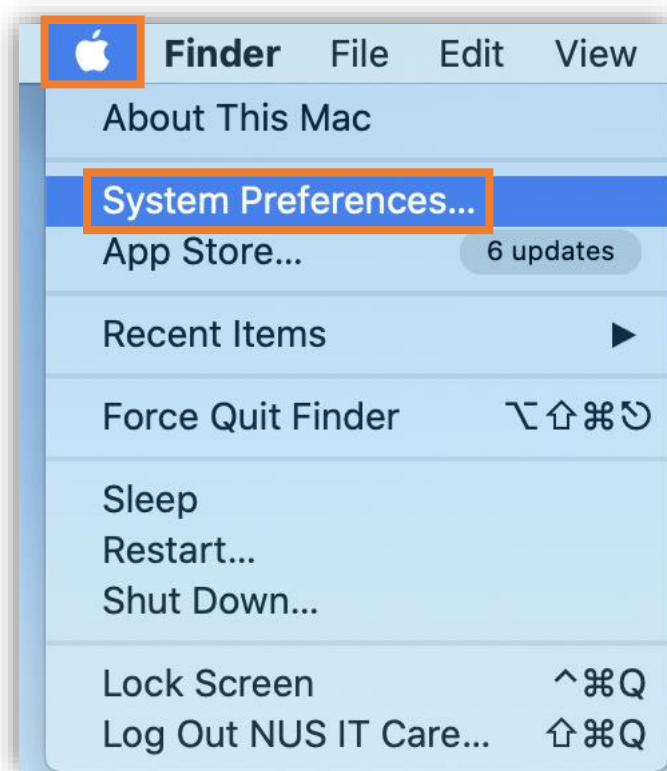 Finder File Edit View
About This Mac
System Preferences...
App Store... 6 updates
Recent Items ▶
Force Quit Finder ⌥⇧⌘⎋
Sleep
Restart...
Shut Down...
Lock Screen ^⌘Q
Log Out NUS IT Care... ⇧⌘Q